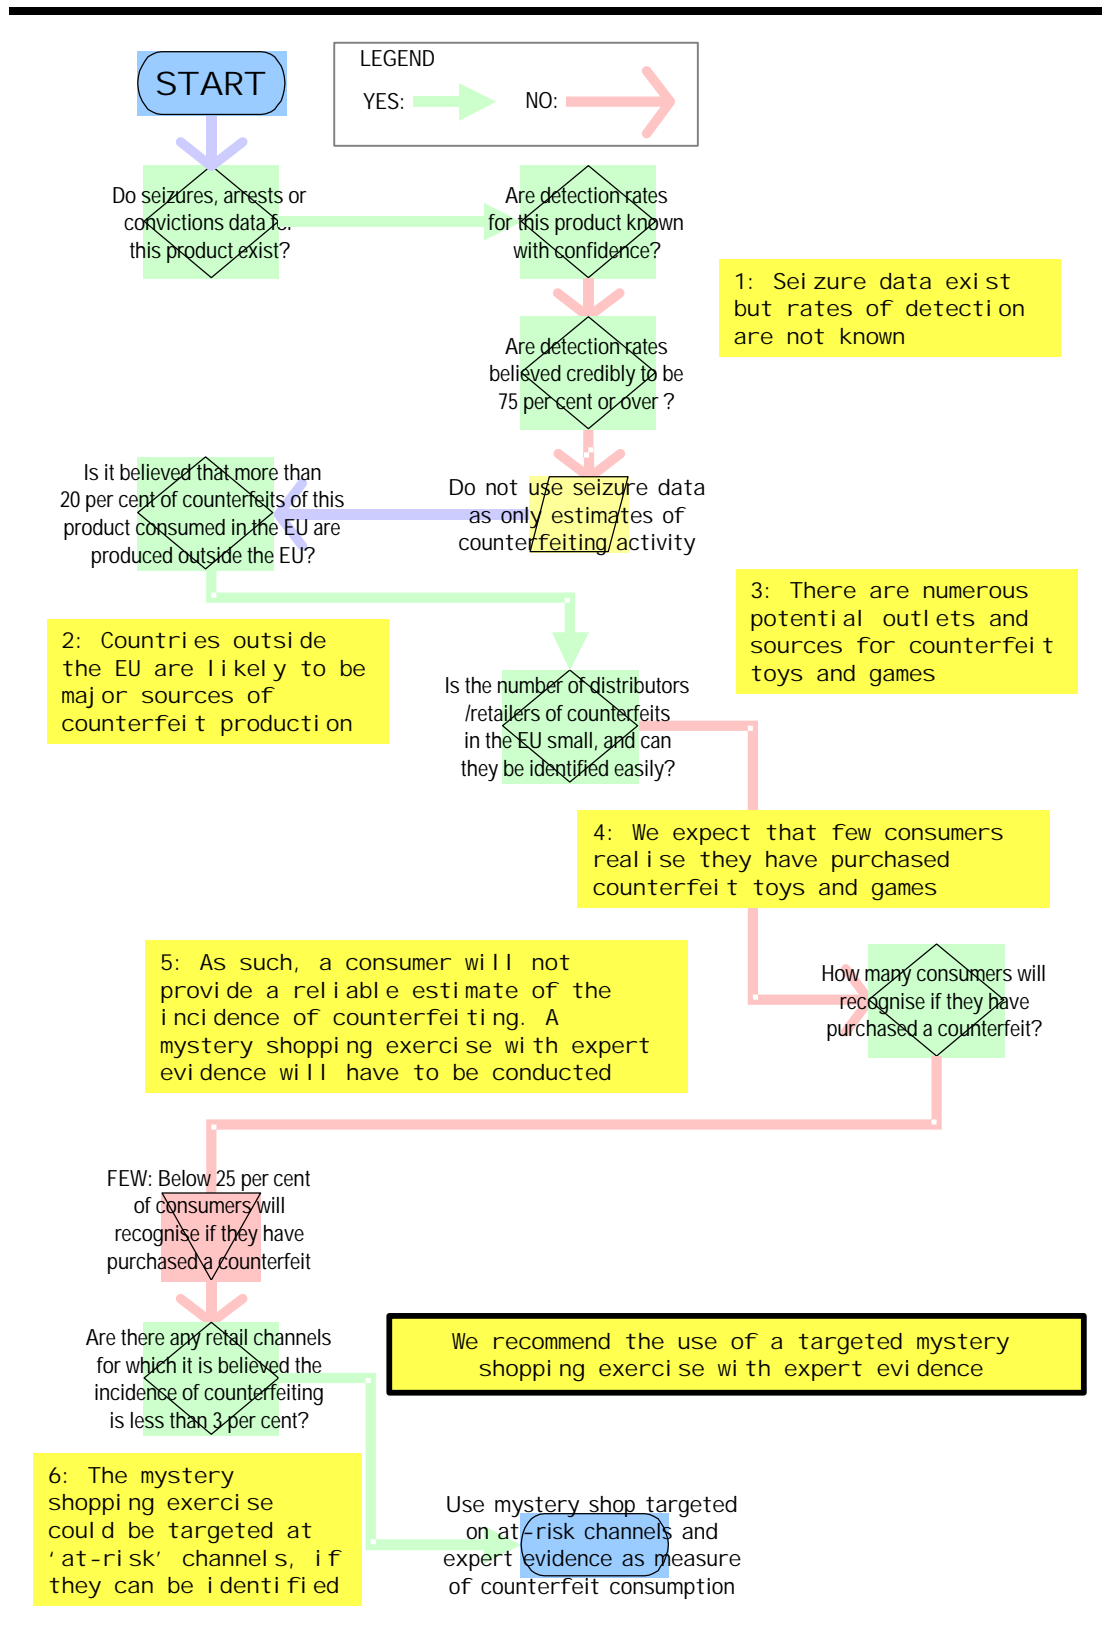 START
LEGEND
YES:
NO:
Do seizures, arrests or
convictions data for
this product exist?
Are detection rates
for this product known
with confidence?
1: Seizure data exist
but rates of detection
are not known
Are detection rates
believed credibly to be
75 per cent or over ?
Is it believed that more than
20 per cent of counterfeits of this
product consumed in the EU are
produced outside the EU?
Do not use seizure data
as only estimates of
counterfeiting activity
3: There are numerous
potential outlets and
sources for counterfeit
toys and games
2: Countries outside
the EU are likely to be
major sources of
counterfeit production
Is the number of distributors
/retailers of counterfeits
in the EU small, and can
they be identified easily?
4: We expect that few consumers
realise they have purchased
counterfeit toys and games
5: As such, a consumer will not
provide a reliable estimate of the
incidence of counterfeiting. A
mystery shopping exercise with expert
evidence will have to be conducted
How many consumers will
recognise if they have
purchased a counterfeit?
FEW: Below 25 per cent
of consumers will
recognise if they have
purchased a counterfeit
Are there any retail channels
for which it is believed the
incidence of counterfeiting
is less than 3 per cent?
We recommend the use of a targeted mystery
shopping exercise with expert evidence
6: The mystery
shopping exercise
could be targeted at
‘at-risk’ channels, if
they can be identified
Use mystery shop targeted
on at-risk channels and
expert evidence as measure
of counterfeit consumption